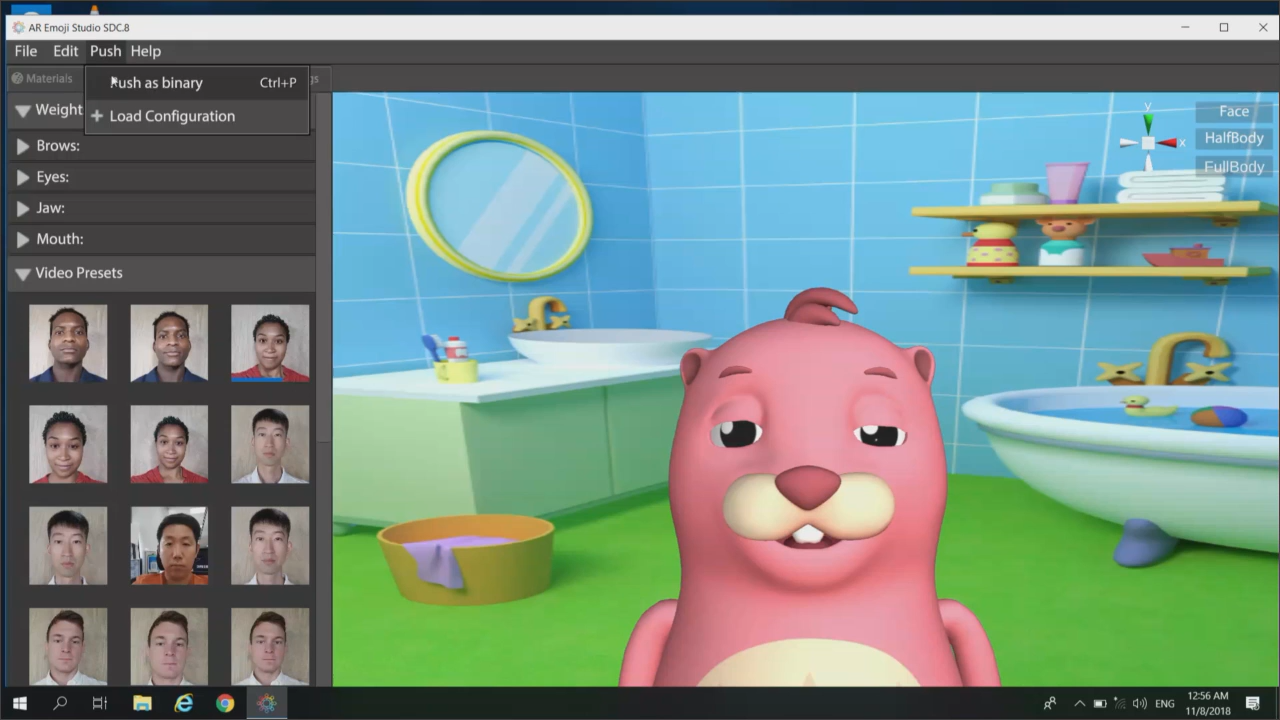 AR Emoji Studio SDC.8
File Edit Push Help
Materials
Push as binary Ctrl+P
Load Configuration
Weight
Brows:
Eyes:
Jaw:
Mouth:
Video Presets
y
x
Face
HalfBody
FullBody
ENG
12:56 AM
11/8/2018